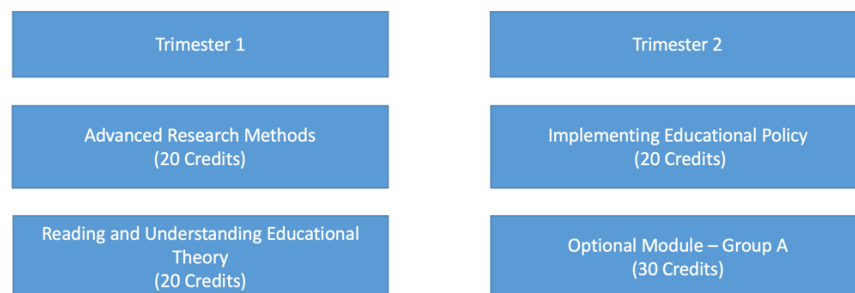 Trimester 1
Trimester 2
Advanced Research Methods
(20 Credits)
Implementing Educational Policy
(20 Credits)
Reading and Understanding Educational
Theory
(20 Credits)
Optional Module – Group A
(30 Credits)